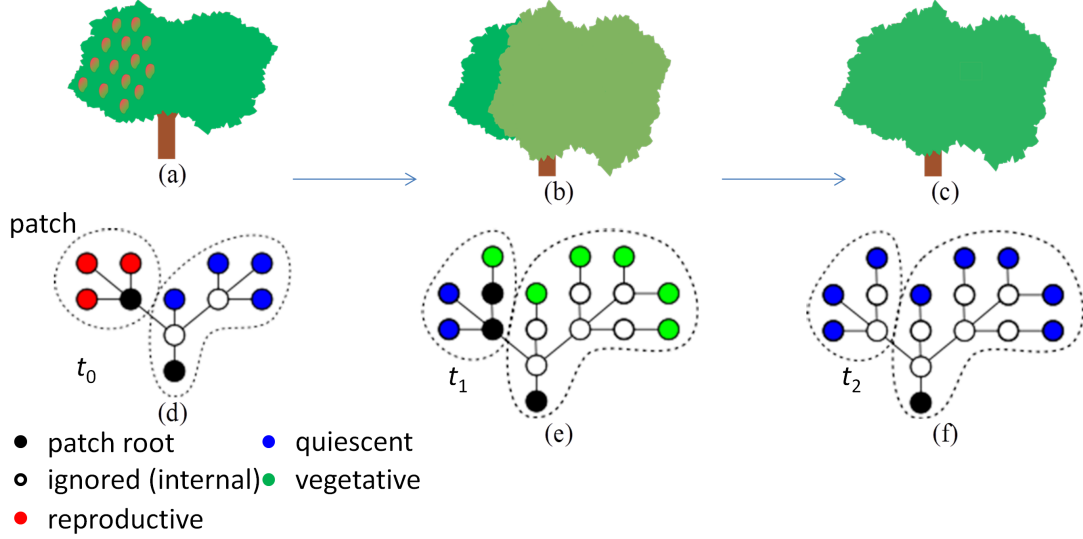 (a)
(b)
(c)
patch
t0
(d)
t1
(e)
t2
(f)
patch root
quiescent
ignored (internal)
vegetative
reproductive